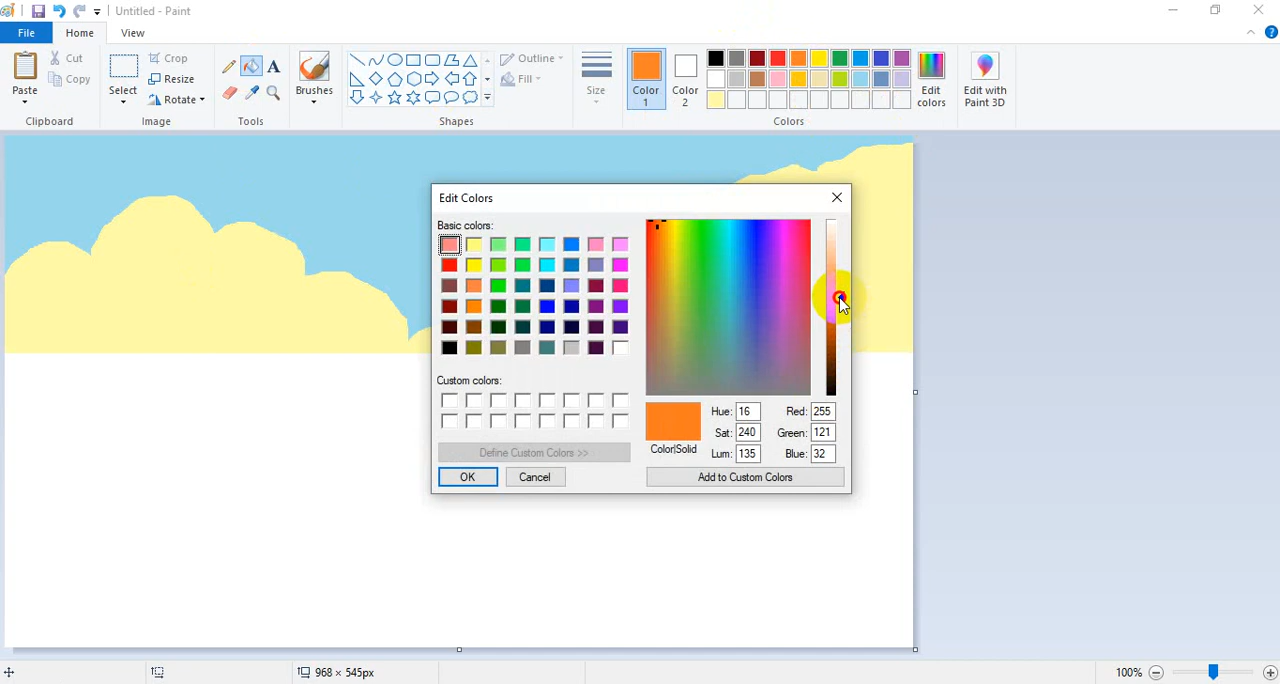 Untitled - Paint
File Home View
Paste
Cut
Copy
Clipboard
Select
Crop
Resize
Rotate
Image
A
Tools
Brushes
Shapes
Outline
Fill
Size
Color 1
Color 2
Edit colors
Colors
Edit with Paint 3D
Edit Colors
Basic colors:
Custom colors:
Define Custom Colors >>
OK Cancel
Color|Solid
Hue: 16 Red: 255
Sat: 240 Green: 121
Lum: 135 Blue: 32
Add to Custom Colors
968 × 545px
100%